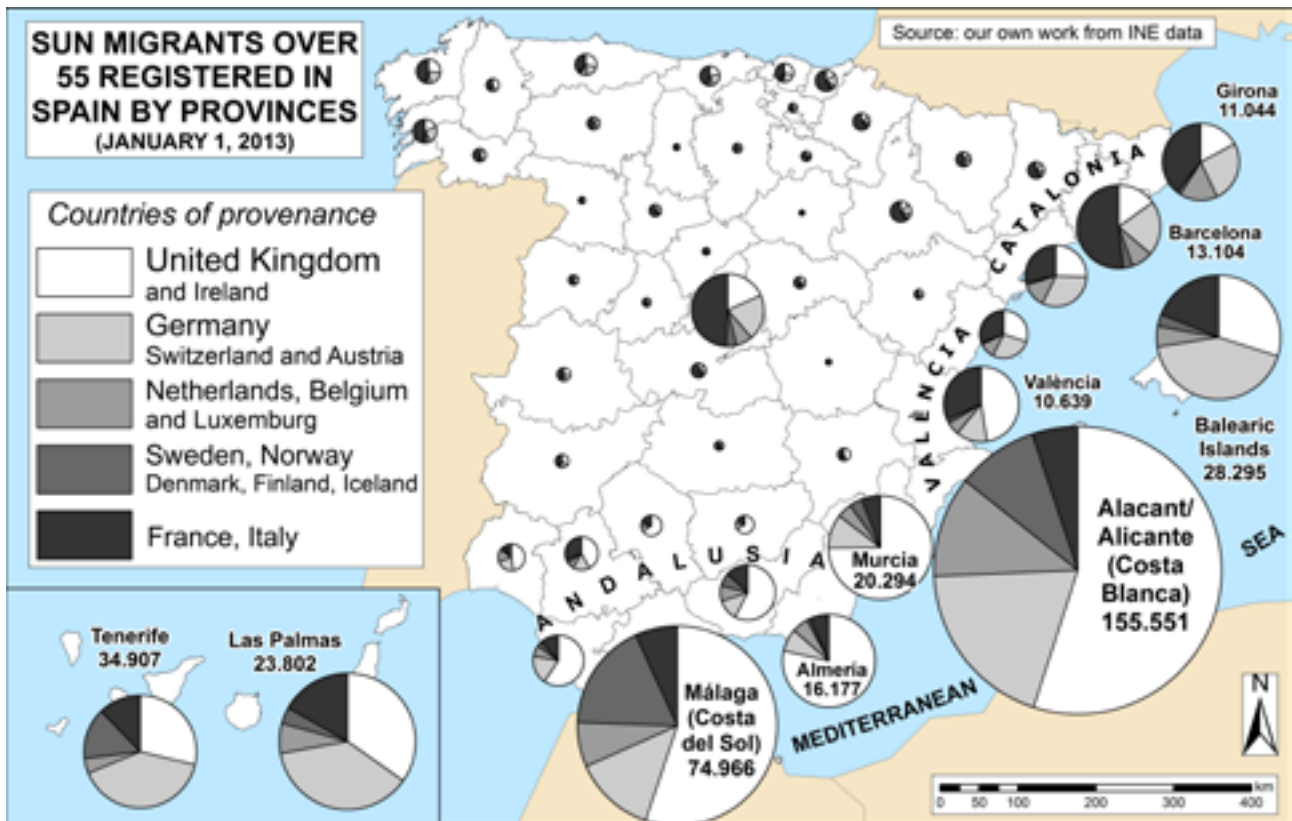 SUN MIGRANTS OVER
55 REGISTERED IN
SPAIN BY PROVINCES
(JANUARY 1, 2013)
Source: our own work from INE data
Countries of provenance
United Kingdom
and Ireland
Germany
Switzerland and Austria
Netherlands, Belgium
and Luxemburg
Sweden, Norway
Denmark, Finland, Iceland
France, Italy
Girona
11.044
CATALONIA
Barcelona
13.104
VALÈNCIA
València
10.639
Balearic
Islands
28.295
Alacant/
Alicante
(Costa
Blanca)
155.551
Murcia
20.294
ANDALUSIA
Almería
16.177
Málaga
(Costa
del Sol)
74.966
MEDITERRANEAN
SEA
Tenerife
34.907
Las Palmas
23.802
N
km
0 50 100 200 300 400